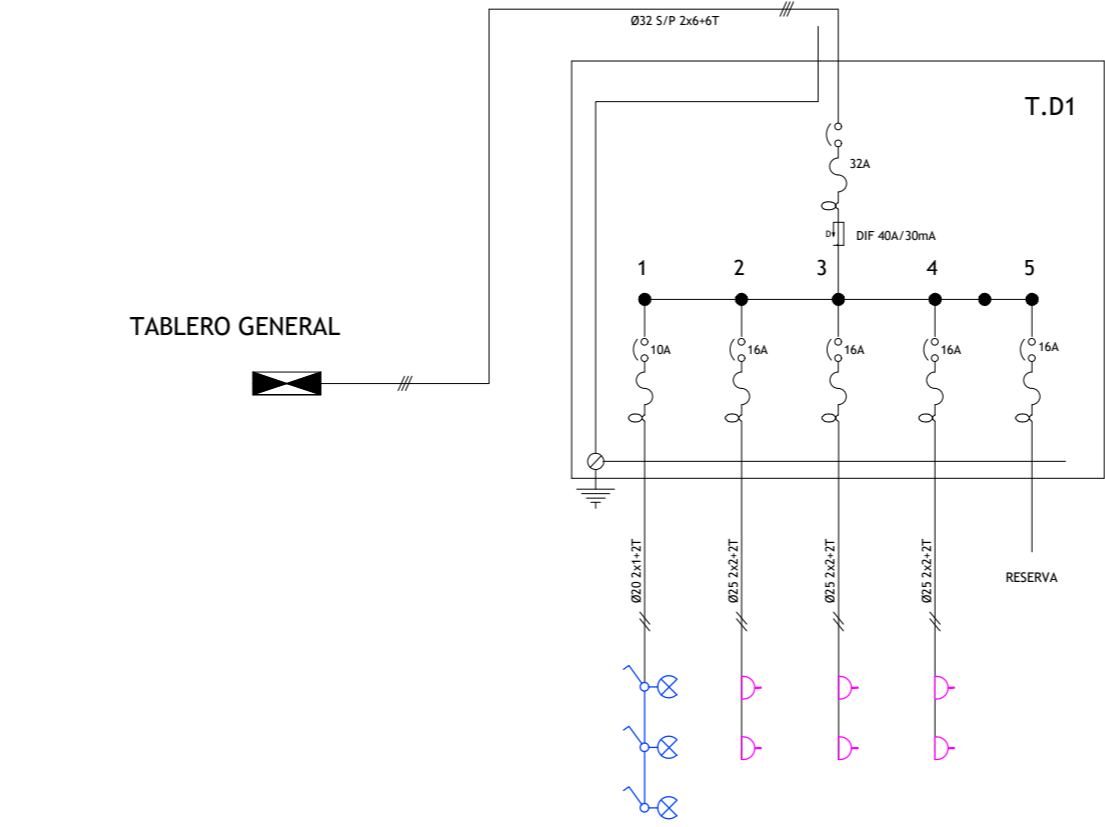 Ø32 S/P 2x6+6T
T.D1
32A
D
DIF 40A/30mA
1
2
3
4
5
TABLERO GENERAL
10A
16A
16A
16A
16A
Ø20 2x1+2T
Ø25 2x2+2T
Ø25 2x2+2T
Ø25 2x2+2T
RESERVA